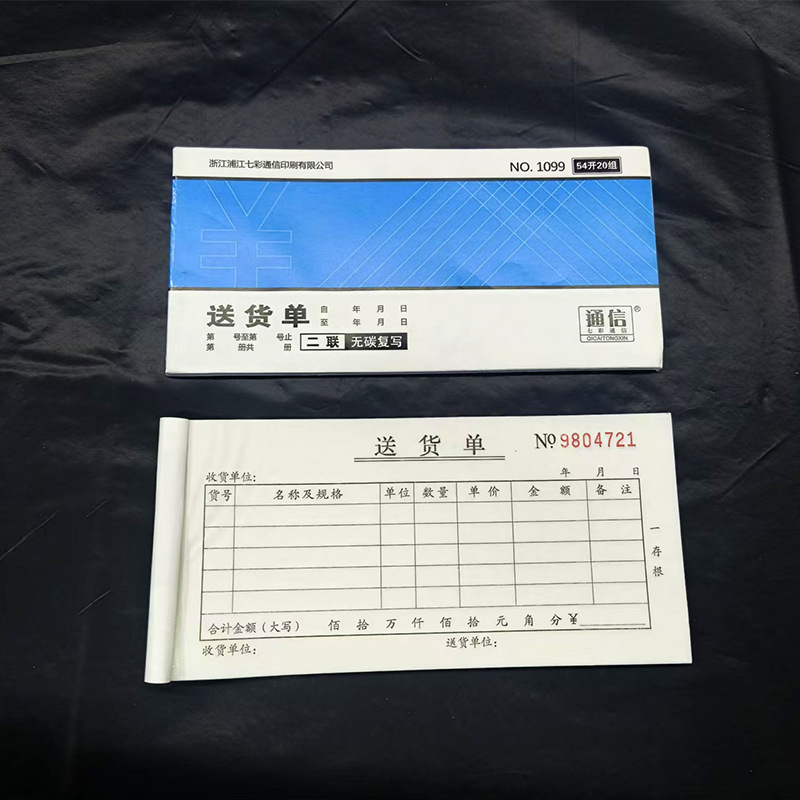 浙江浦江七彩通信印刷有限公司 NO. 1099 54开20组
送货单 自 年 月 日
至 年 月 日
第 号至第 号止
第 册共 册 二联 无碳复写
通信®
七彩通信
QICAITONGXIN
送货单 № 9804721
收货单位: 年 月 日
货号 名称及规格 单位 数量 单价 金额 备注
一存根
合计金额(大写) 佰 拾 万 仟 佰 拾 元 角 分 ¥
收货单位: 送货单位: